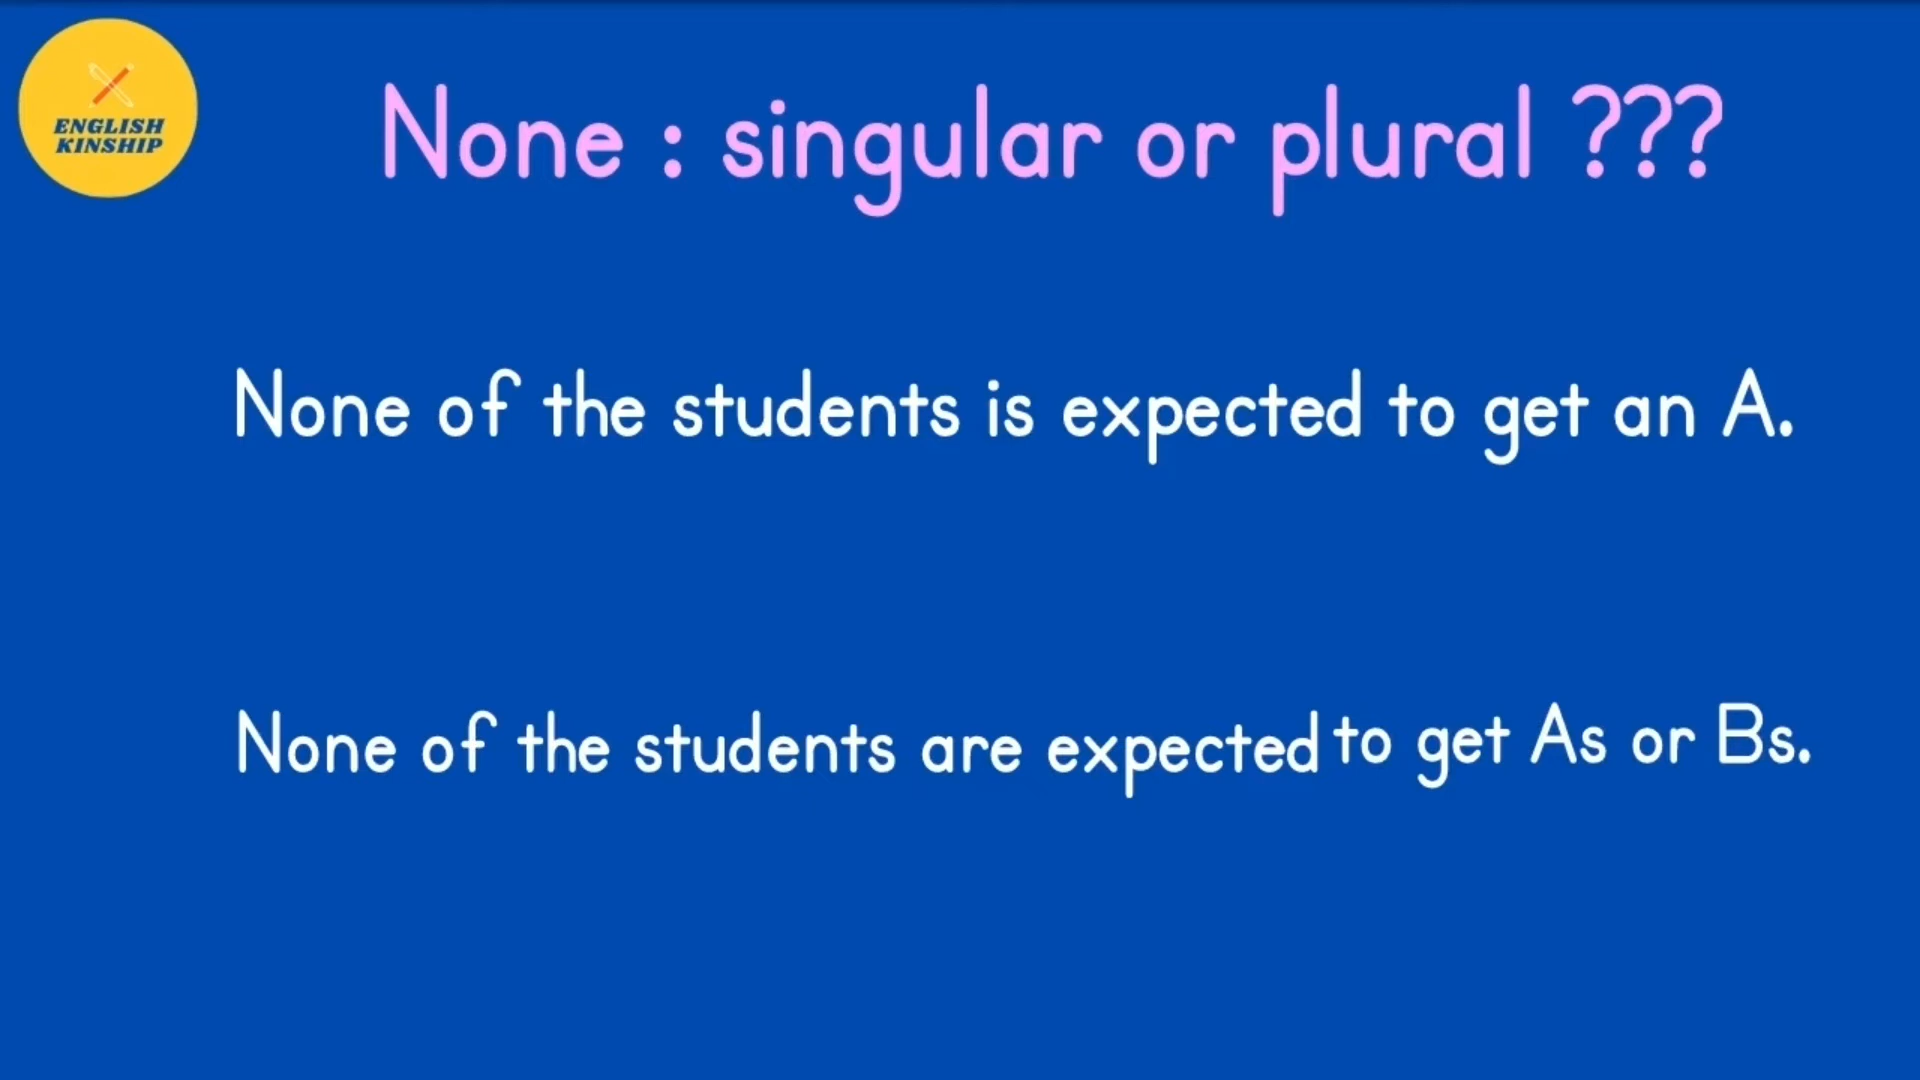 ENGLISH
KINSHIP
None : singular or plural ???
None of the students is expected to get an A.
None of the students are expected to get As or Bs.